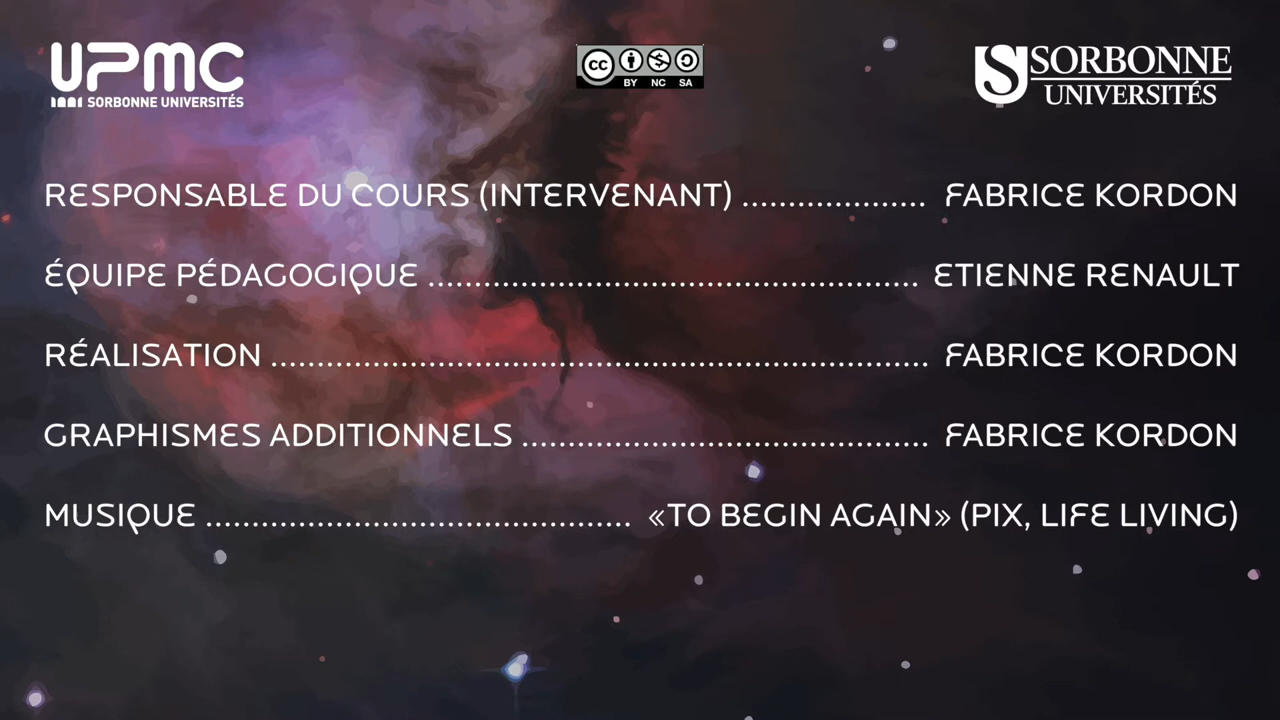 UPMC
SORBONNE UNIVERSITÉS
cc
BY NC SA
SORBONNE
UNIVERSITÉS
RESPONSABLE DU COURS (INTERVENANT) .................... FABRICE KORDON
ÉQUIPE PÉDAGOGIQUE ..................................................... ETIENNE RENAULT
RÉALISATION ....................................................................... FABRICE KORDON
GRAPHISMES ADDITIONNELS ............................................ FABRICE KORDON
MUSIQUE .............................................. «TO BEGIN AGAIN» (PIX, LIFE LIVING)